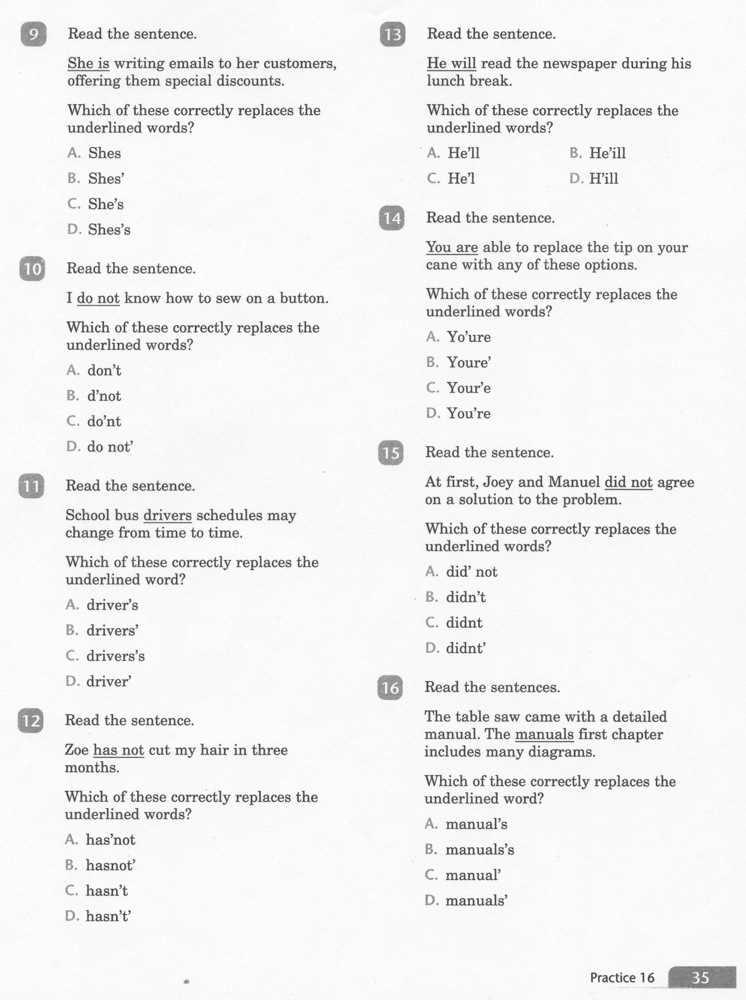 9
Read the sentence.
She is writing emails to her customers,
offering them special discounts.
Which of these correctly replaces the
underlined words?
A. Shes
B. Shes’
C. She’s
D. Shes’s
10
Read the sentence.
I do not know how to sew on a button.
Which of these correctly replaces the
underlined words?
A. don’t
B. d’not
C. do’nt
D. do not’
11
Read the sentence.
School bus drivers schedules may
change from time to time.
Which of these correctly replaces the
underlined word?
A. driver’s
B. drivers’
C. drivers’s
D. driver’
12
Read the sentence.
Zoe has not cut my hair in three
months.
Which of these correctly replaces the
underlined words?
A. has’not
B. hasnot’
C. hasn’t
D. hasn’t’
13
Read the sentence.
He will read the newspaper during his
lunch break.
Which of these correctly replaces the
underlined words?
A. He’ll B. He’ill
C. He’l D. H’ill
14
Read the sentence.
You are able to replace the tip on your
cane with any of these options.
Which of these correctly replaces the
underlined words?
A. Yo’ure
B. Youre’
C. Your’e
D. You’re
15
Read the sentence.
At first, Joey and Manuel did not agree
on a solution to the problem.
Which of these correctly replaces the
underlined words?
A. did’ not
B. didn’t
C. didnt
D. didnt’
16
Read the sentences.
The table saw came with a detailed
manual. The manuals first chapter
includes many diagrams.
Which of these correctly replaces the
underlined word?
A. manual’s
B. manuals’s
C. manual’
D. manuals’
Practice 16 35